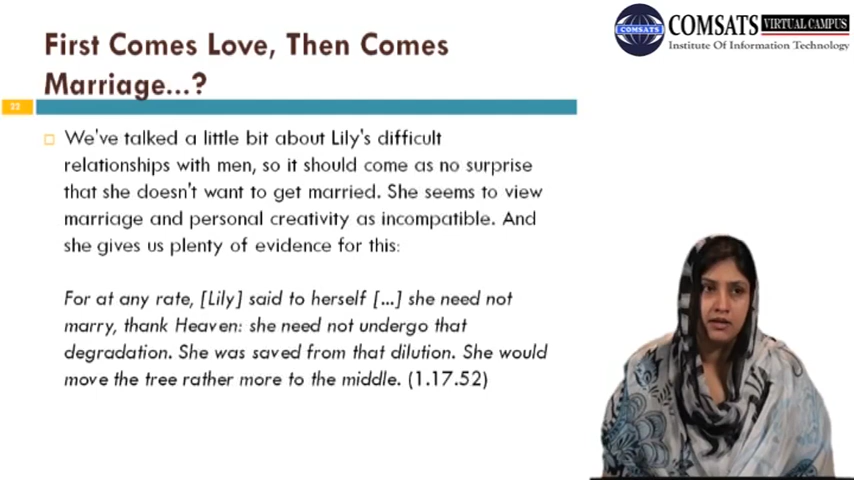 COMSATS
COMSATS
VIRTUAL CAMPUS
Institute Of Information Technology
First Comes Love, Then Comes
Marriage...?
22
We've talked a little bit about Lily's difficult
relationships with men, so it should come as no surprise
that she doesn't want to get married. She seems to view
marriage and personal creativity as incompatible. And
she gives us plenty of evidence for this:
For at any rate, [Lily] said to herself [...] she need not
marry, thank Heaven: she need not undergo that
degradation. She was saved from that dilution. She would
move the tree rather more to the middle. (1.17.52)